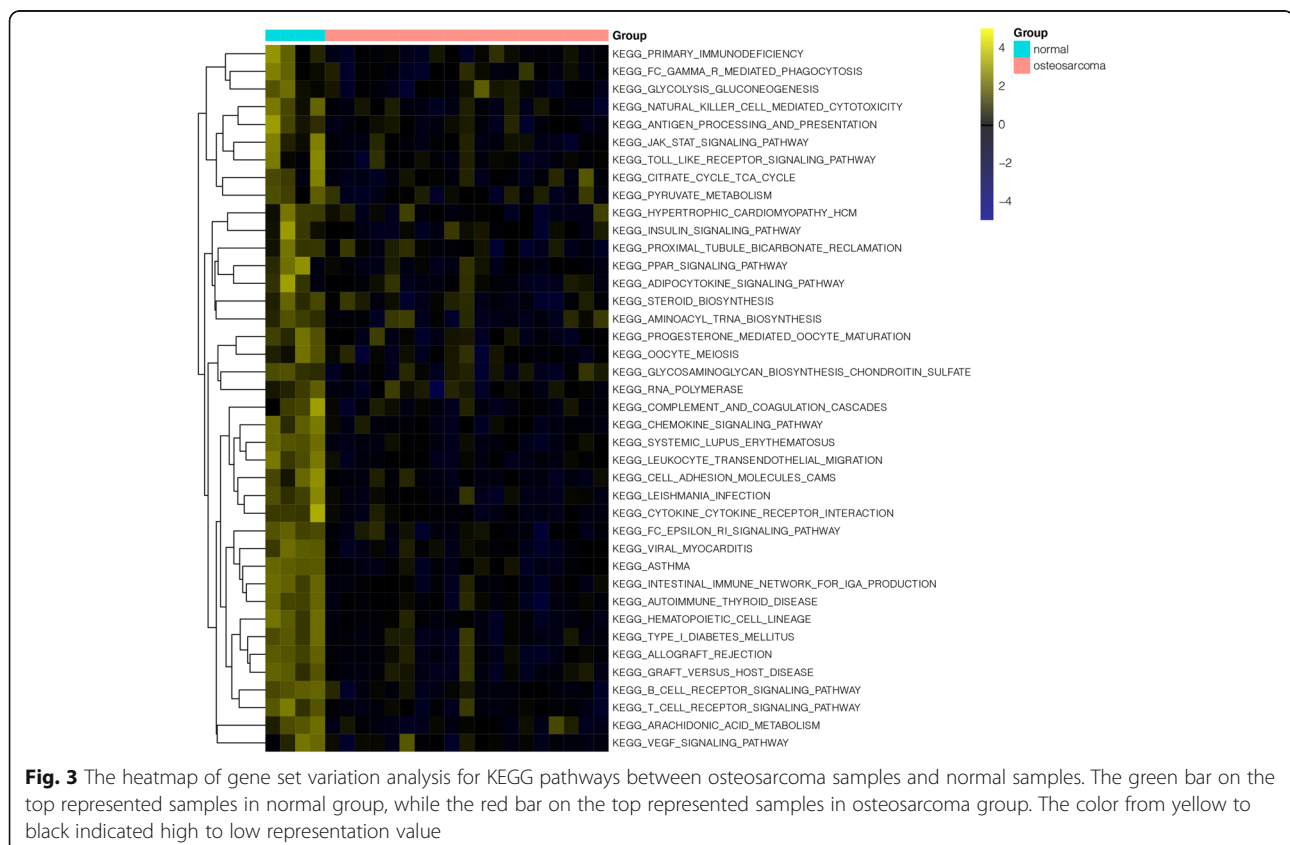 Group
KEGG_PRIMARY_IMMUNODEFICIENCY
KEGG_FC_GAMMA_R_MEDIATED_PHAGOCYTOSIS
KEGG_GLYCOLYSIS_GLUCONEOGENESIS
KEGG_NATURAL_KILLER_CELL_MEDIATED_CYTOTOXICITY
KEGG_ANTIGEN_PROCESSING_AND_PRESENTATION
KEGG_JAK_STAT_SIGNALING_PATHWAY
KEGG_TOLL_LIKE_RECEPTOR_SIGNALING_PATHWAY
KEGG_CITRATE_CYCLE_TCA_CYCLE
KEGG_PYRUVATE_METABOLISM
KEGG_HYPERTROPHIC_CARDIOMYOPATHY_HCM
KEGG_INSULIN_SIGNALING_PATHWAY
KEGG_PROXIMAL_TUBULE_BICARBONATE_RECLAMATION
KEGG_PPAR_SIGNALING_PATHWAY
KEGG_ADIPOCYTOKINE_SIGNALING_PATHWAY
KEGG_STEROID_BIOSYNTHESIS
KEGG_AMINOACYL_TRNA_BIOSYNTHESIS
KEGG_PROGESTERONE_MEDIATED_OOCYTE_MATURATION
KEGG_OOCYTE_MEIOSIS
KEGG_GLYCOSAMINOGLYCAN_BIOSYNTHESIS_CHONDROITIN_SULFATE
KEGG_RNA_POLYMERASE
KEGG_COMPLEMENT_AND_COAGULATION_CASCADES
KEGG_CHEMOKINE_SIGNALING_PATHWAY
KEGG_SYSTEMIC_LUPUS_ERYTHEMATOSUS
KEGG_LEUKOCYTE_TRANSENDOTHELIAL_MIGRATION
KEGG_CELL_ADHESION_MOLECULES_CAMS
KEGG_LEISHMANIA_INFECTION
KEGG_CYTOKINE_CYTOKINE_RECEPTOR_INTERACTION
KEGG_FC_EPSILON_RI_SIGNALING_PATHWAY
KEGG_VIRAL_MYOCARDITIS
KEGG_ASTHMA
KEGG_INTESTINAL_IMMUNE_NETWORK_FOR_IGA_PRODUCTION
KEGG_AUTOIMMUNE_THYROID_DISEASE
KEGG_HEMATOPOIETIC_CELL_LINEAGE
KEGG_TYPE_I_DIABETES_MELLITUS
KEGG_ALLOGRAFT_REJECTION
KEGG_GRAFT_VERSUS_HOST_DISEASE
KEGG_B_CELL_RECEPTOR_SIGNALING_PATHWAY
KEGG_T_CELL_RECEPTOR_SIGNALING_PATHWAY
KEGG_ARACHIDONIC_ACID_METABOLISM
KEGG_VEGF_SIGNALING_PATHWAY
4
2
0
−2
−4
Group
normal
osteosarcoma
Fig. 3 The heatmap of gene set variation analysis for KEGG pathways between osteosarcoma samples and normal samples. The green bar on the
top represented samples in normal group, while the red bar on the top represented samples in osteosarcoma group. The color from yellow to
black indicated high to low representation value